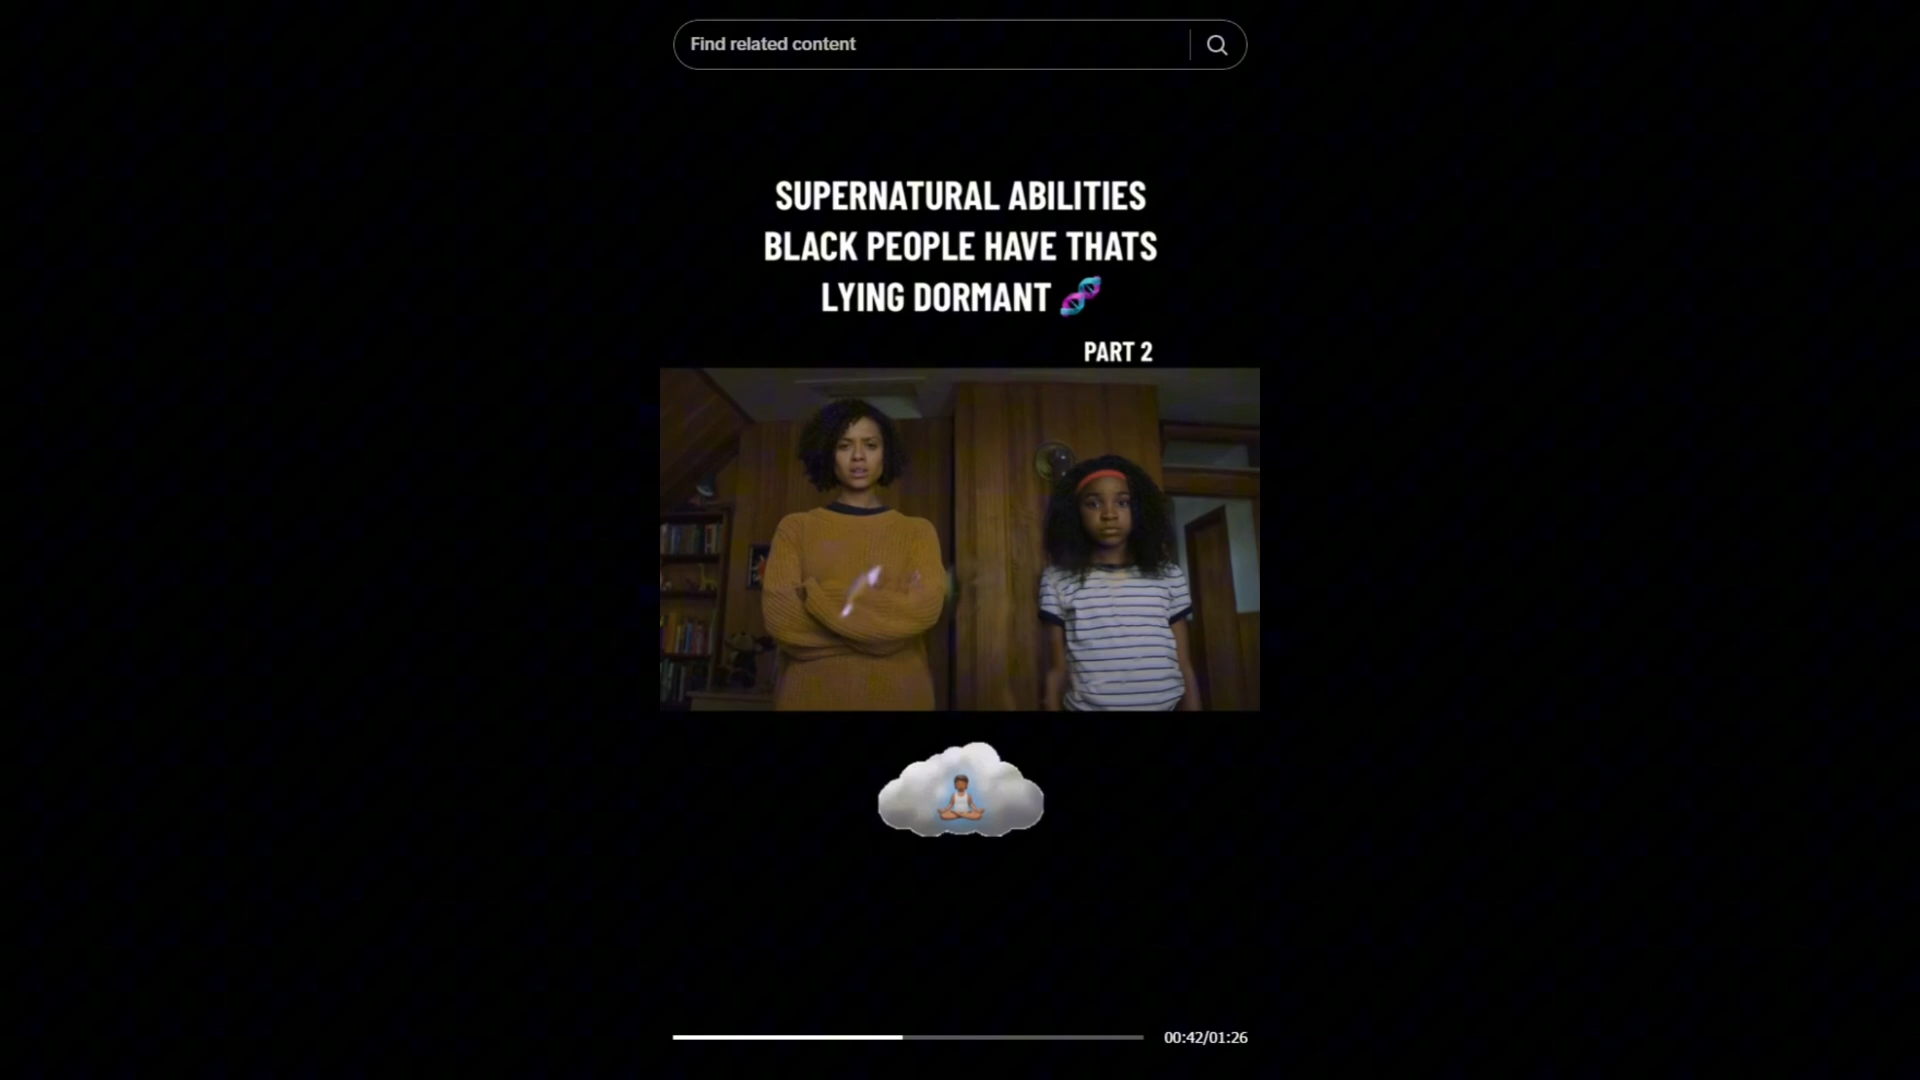 Find related content
SUPERNATURAL ABILITIES
BLACK PEOPLE HAVE THATS
LYING DORMANT 🧬
PART 2
00:42/01:26